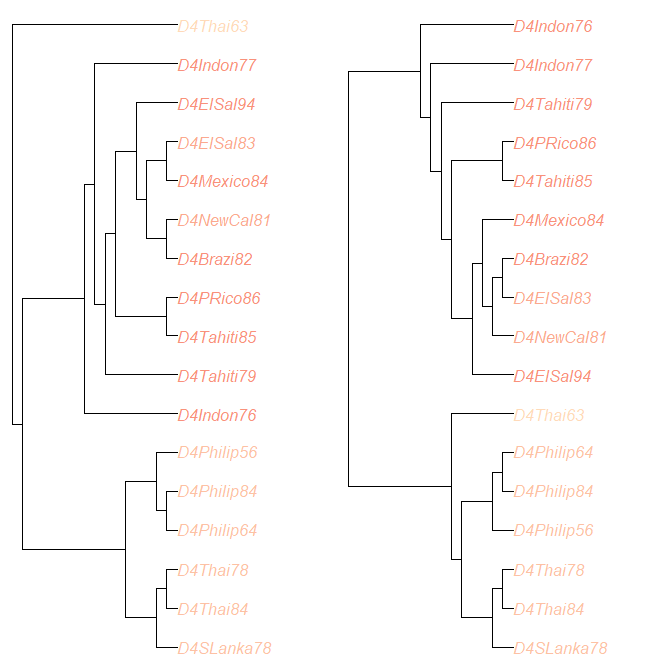 D4Thai63
D4Indon77
D4ElSal94
D4ElSal83
D4Mexico84
D4NewCal81
D4Brazi82
D4PRico86
D4Tahiti85
D4Tahiti79
D4Indon76
D4Philip56
D4Philip84
D4Philip64
D4Thai78
D4Thai84
D4SLanka78
D4Indon76
D4Indon77
D4Tahiti79
D4PRico86
D4Tahiti85
D4Mexico84
D4Brazi82
D4ElSal83
D4NewCal81
D4ElSal94
D4Thai63
D4Philip64
D4Philip84
D4Philip56
D4Thai78
D4Thai84
D4SLanka78